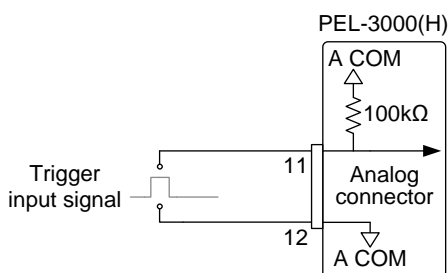 PEL-3000(H)
A COM
100kΩ
11
Trigger
input signal
Analog
connector
12
A COM